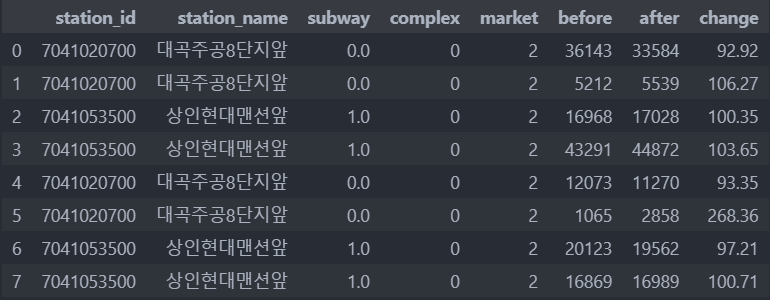 station_id station_name subway complex market before after change
0 7041020700 대곡주공8단지앞 0.0 0 2 36143 33584 92.92
1 7041020700 대곡주공8단지앞 0.0 0 2 5212 5539 106.27
2 7041053500 상인현대맨션앞 1.0 0 2 16968 17028 100.35
3 7041053500 상인현대맨션앞 1.0 0 2 43291 44872 103.65
4 7041020700 대곡주공8단지앞 0.0 0 2 12073 11270 93.35
5 7041020700 대곡주공8단지앞 0.0 0 2 1065 2858 268.36
6 7041053500 상인현대맨션앞 1.0 0 2 20123 19562 97.21
7 7041053500 상인현대맨션앞 1.0 0 2 16869 16989 100.71